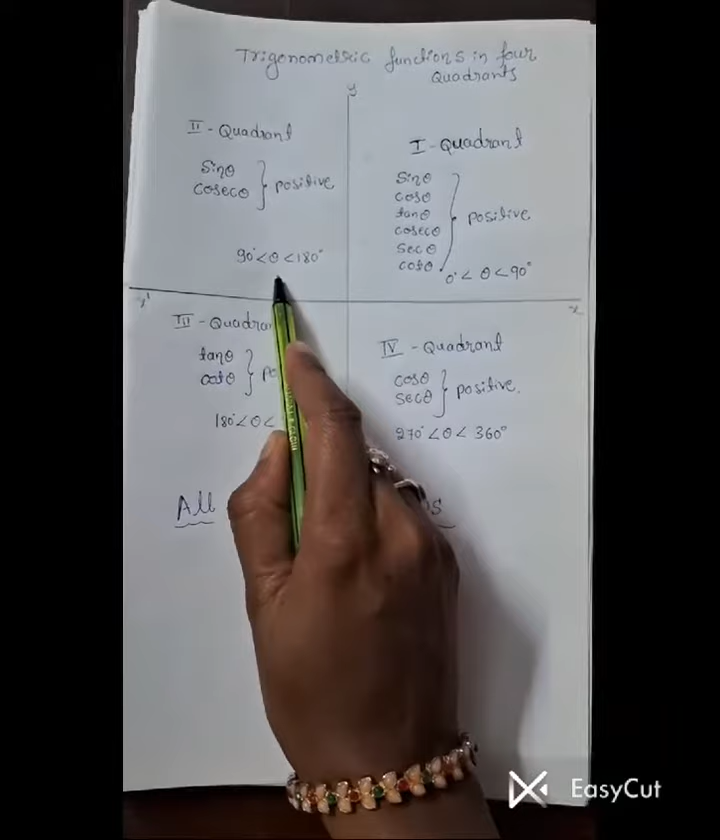 Trigonometric functions in four
Quadrants
y
II - Quadrant
sinθ
cosecθ } positive
90° < θ < 180°
I - Quadrant
sinθ
cosθ
tanθ
cosecθ
secθ
cotθ } positive
0° < θ < 90°
x'
x
III - Quadra
tanθ
cotθ } po
180° < θ <
IV - Quadrant
cosθ
secθ } positive.
270° < θ < 360°
All
EasyCut